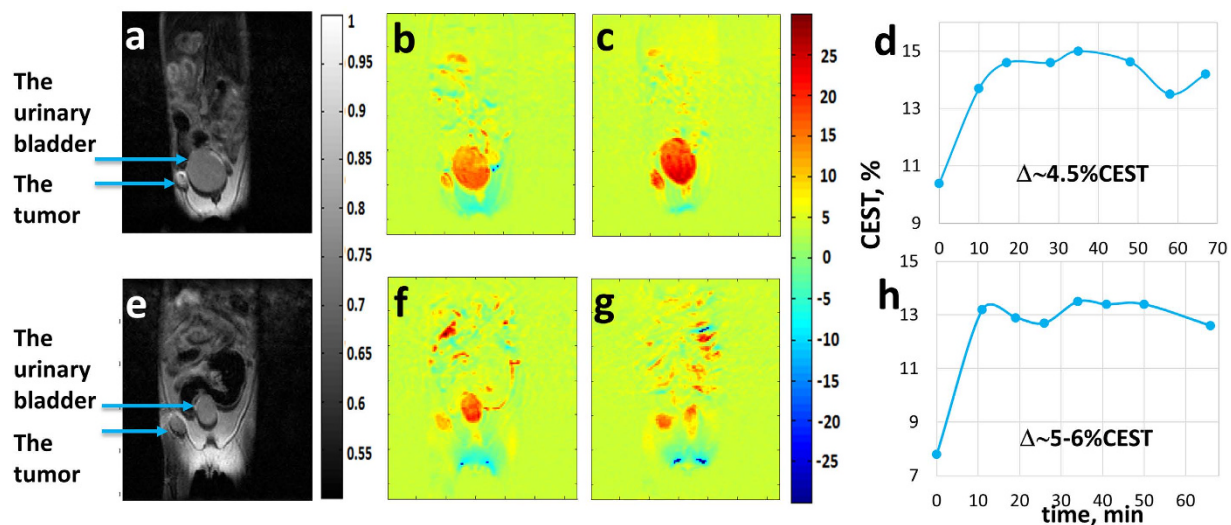 a
b
c
d
The
urinary
bladder
The
tumor
1
0.95
0.9
0.85
0.8
0.75
0.7
0.65
0.6
0.55
25
20
15
10
5
0
-5
-10
-15
-20
-25
15
13
11
9
0 10 20 30 40 50 60 70
Δ~4.5%CEST
CEST, %
e
f
g
h
The
urinary
bladder
The
tumor
15
13
11
9
7
0 10 20 30 40 50 60
Δ~5-6%CEST
time, min